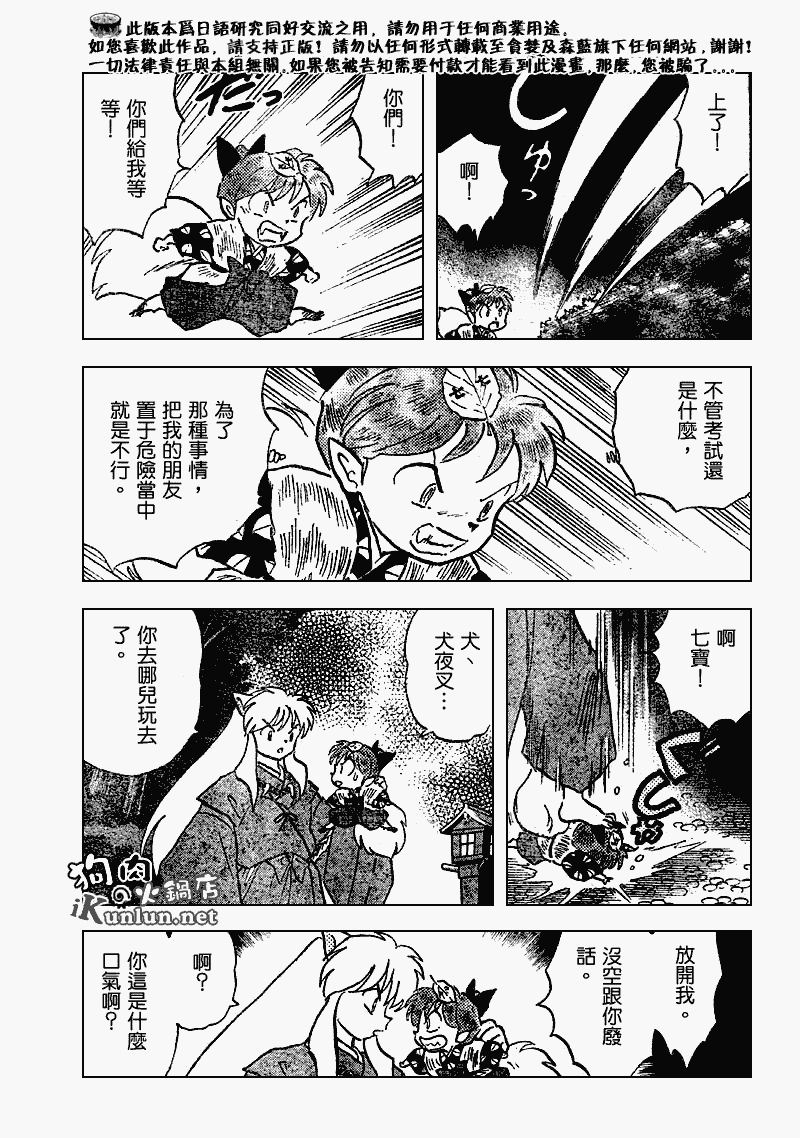 此版本爲日語研究同好交流之用，請勿用于任何商業用途。
如您喜歡此作品，請支持正版！請勿以任何形式轉載至貪婪及森藍旗下任何網站，謝謝！
一切法律責任與本組無關。如果您被告知需要付款才能看到此漫畫，那麼，您被騙了...
上了！
啊！
じゅっ
你們！
だっ
你們給我等
等！
不管考試還
是什麼，
為了
那種事情，
把我的朋友
置于危險當中
就是不行。
啊
七寶！
犬、
犬夜叉…
你去哪兒玩去
了。
放開我。
沒空跟你廢
話。
啊？
你這是什麼
口氣啊？
狗肉の火鍋店
iKunlun.net